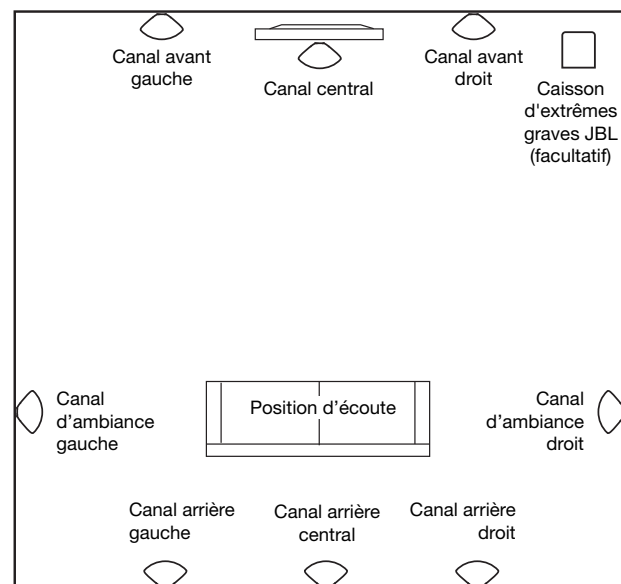 Canal avant
gauche
Canal central
Canal avant
droit
Caisson
d'extrêmes
graves JBL
(facultatif)
Canal
d’ambiance
gauche
Position d’écoute
Canal
d’ambiance
droit
Canal arrière
gauche
Canal arrière
central
Canal arrière
droit